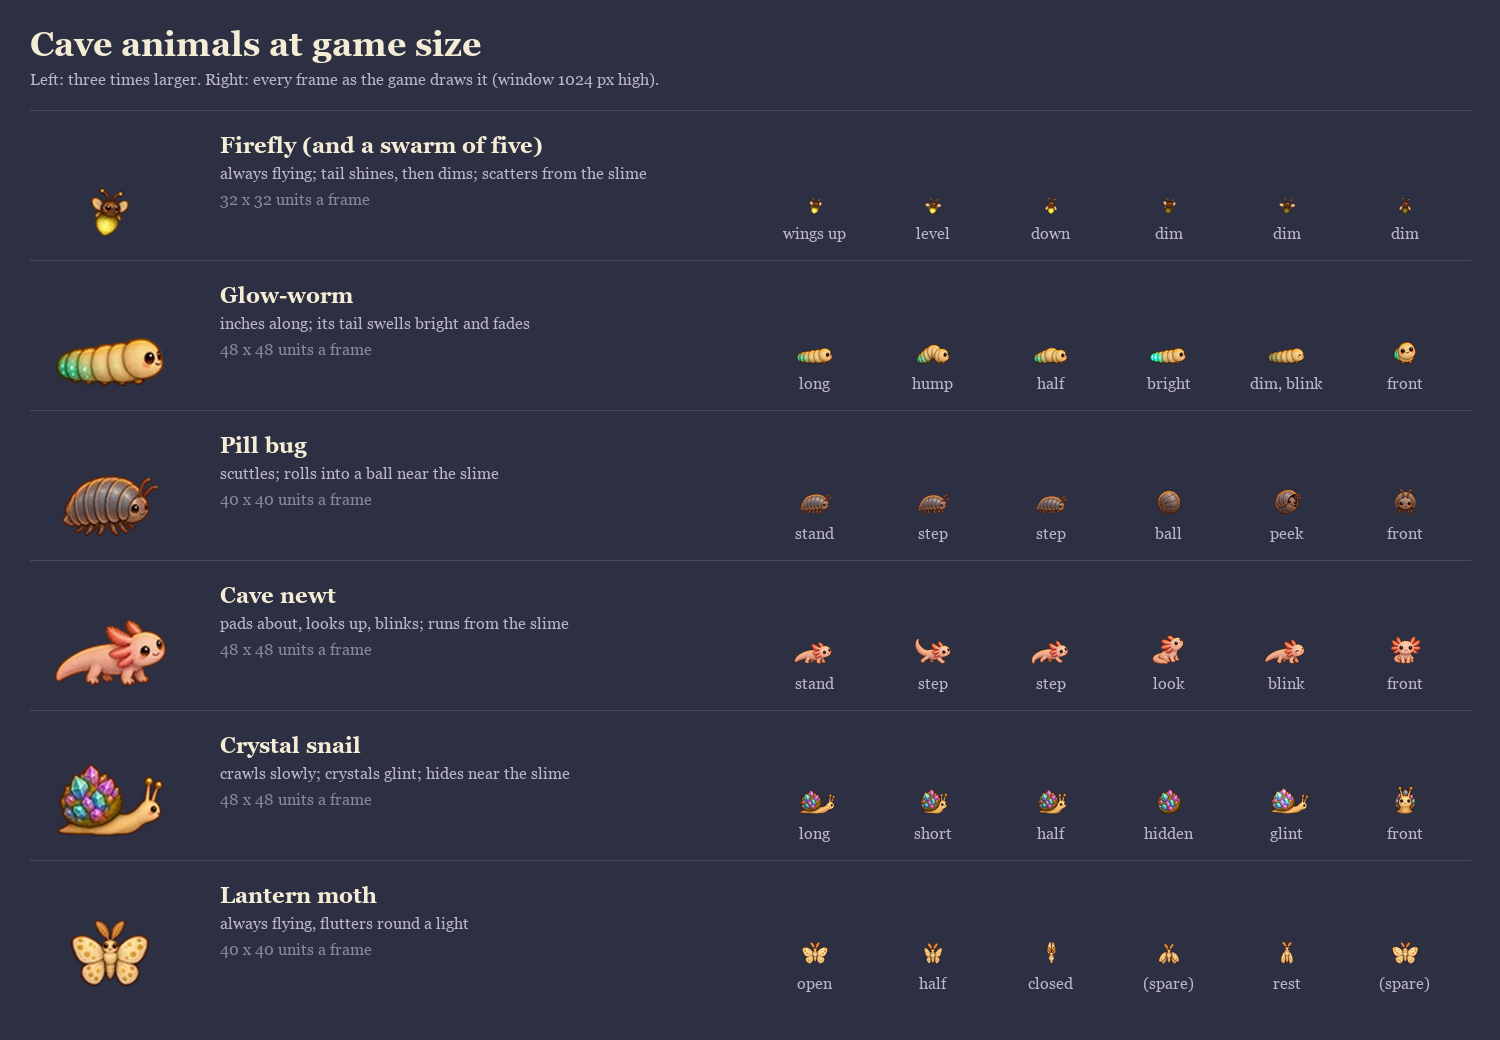 Cave animals at game size
Left: three times larger. Right: every frame as the game draws it (window 1024 px high).
Firefly (and a swarm of five)
always flying; tail shines, then dims; scatters from the slime
32 x 32 units a frame
wings up level down dim dim dim
Glow-worm
inches along; its tail swells bright and fades
48 x 48 units a frame
long hump half bright dim, blink front
Pill bug
scuttles; rolls into a ball near the slime
40 x 40 units a frame
stand step step ball peek front
Cave newt
pads about, looks up, blinks; runs from the slime
48 x 48 units a frame
stand step step look blink front
Crystal snail
crawls slowly; crystals glint; hides near the slime
48 x 48 units a frame
long short half hidden glint front
Lantern moth
always flying, flutters round a light
40 x 40 units a frame
open half closed (spare) rest (spare)